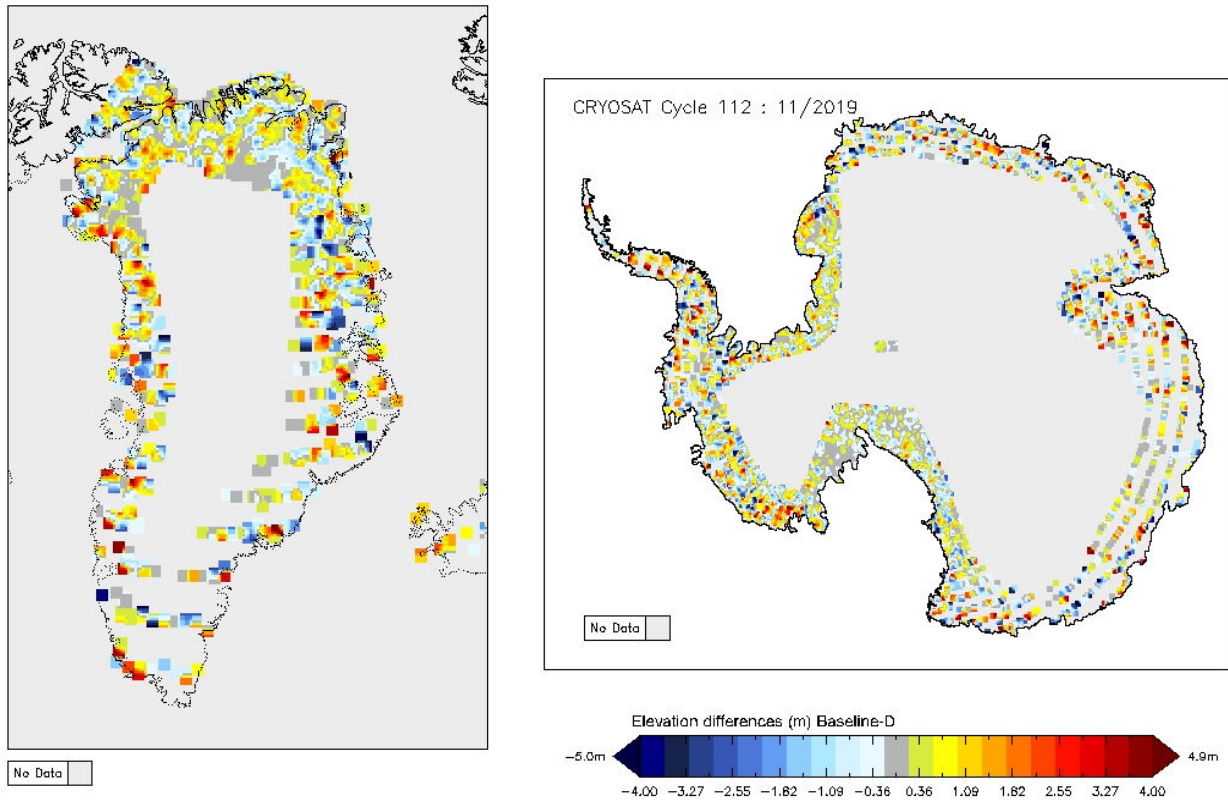 CRYOSAT Cycle 112 : 11/2019
No Data
No Data
Elevation differences (m) Baseline-D
−5.0m
4.9m
−4.00 −3.27 −2.55 −1.82 −1.09 −0.36 0.36 1.09 1.82 2.55 3.27 4.00